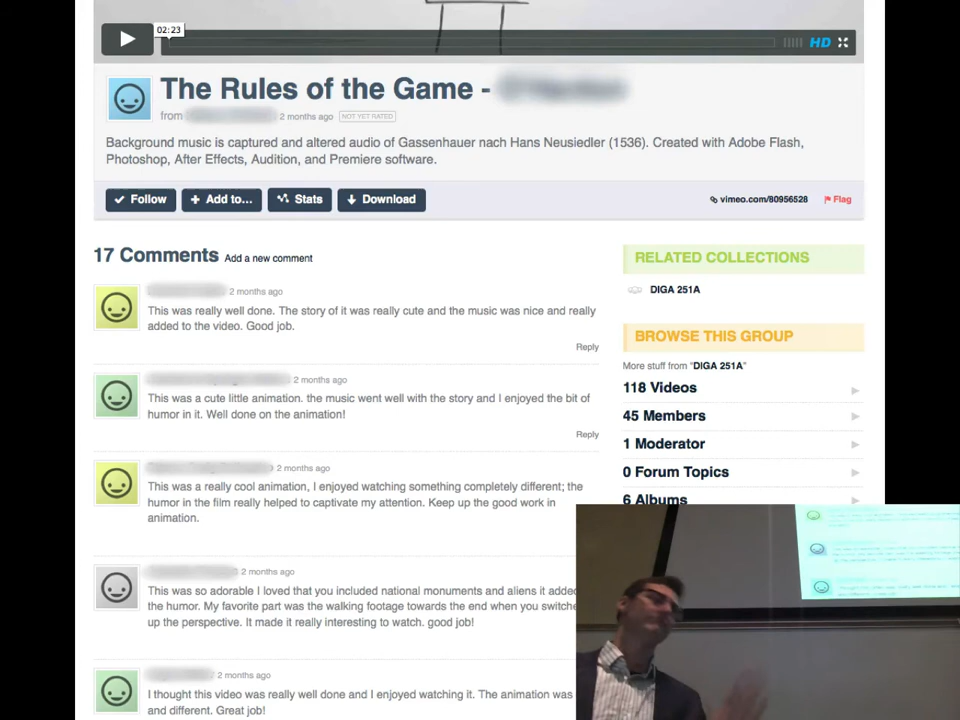 02:23
HD
The Rules of the Game -
from
2 months ago
NOT YET RATED
Background music is captured and altered audio of Gassenhauer nach Hans Neusiedler (1536). Created with Adobe Flash,
Photoshop, After Effects, Audition, and Premiere software.
Follow
Add to...
Stats
Download
vimeo.com/80956528
Flag
17 Comments Add a new comment
2 months ago
This was really well done. The story of it was really cute and the music was nice and really
added to the video. Good job.
Reply
2 months ago
This was a cute little animation. the music went well with the story and I enjoyed the bit of
humor in it. Well done on the animation!
Reply
2 months ago
This was a really cool animation, I enjoyed watching something completely different; the
humor in the film really helped to captivate my attention. Keep up the good work in
animation.
2 months ago
This was so adorable I loved that you included national monuments and aliens it added
the humor. My favorite part was the walking footage towards the end when you switche
up the perspective. It made it really interesting to watch. good job!
2 months ago
I thought this video was really well done and I enjoyed watching it. The animation was
and different. Great job!
RELATED COLLECTIONS
DIGA 251A
BROWSE THIS GROUP
More stuff from "DIGA 251A"
118 Videos
45 Members
1 Moderator
0 Forum Topics
6 Albums